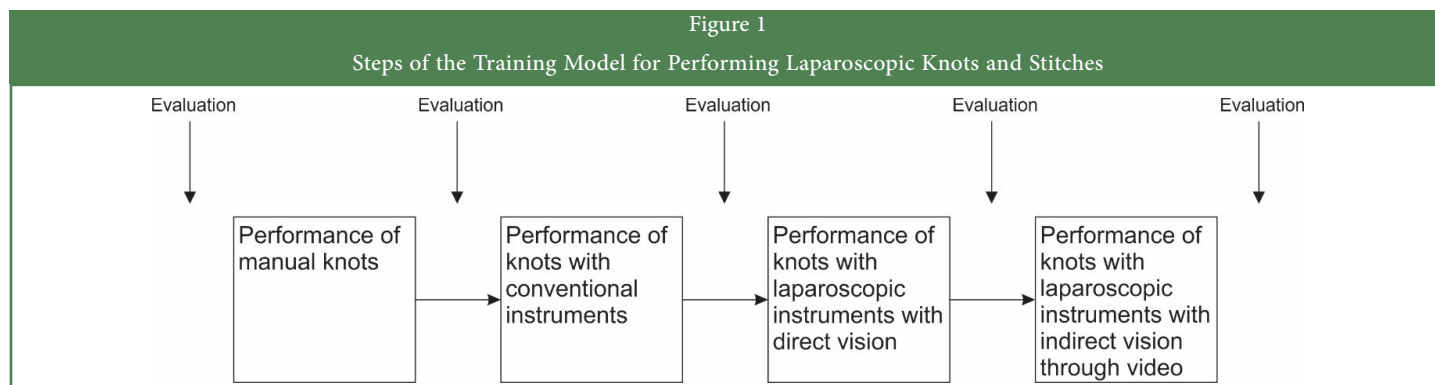 Figure 1
Steps of the Training Model for Performing Laparoscopic Knots and Stitches
Evaluation
Evaluation
Evaluation
Evaluation
Evaluation
Performance of
manual knots
Performance of
knots with
conventional
instruments
Performance of
knots with
laparoscopic
instruments with
direct vision
Performance of
knots with
laparoscopic
instruments with
indirect vision
through video